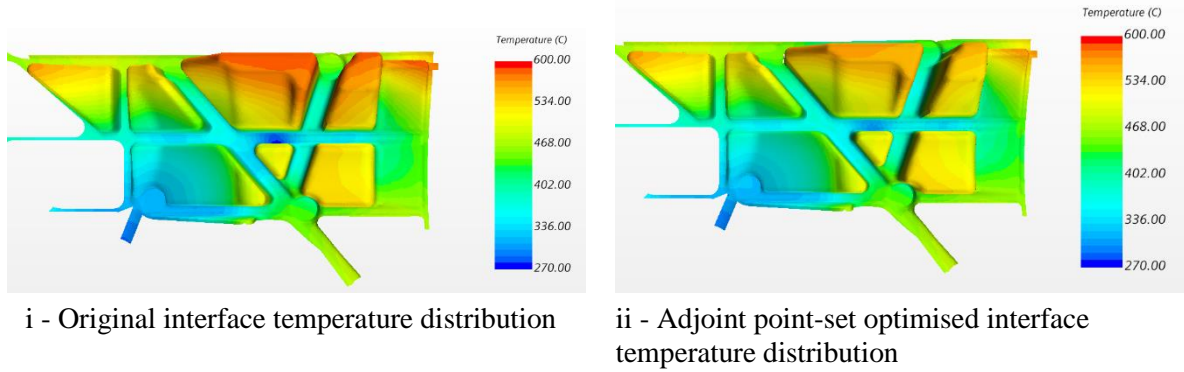 Temperature (C)
600.00
534.00
468.00
402.00
336.00
270.00
i - Original interface temperature distribution
Temperature (C)
600.00
534.00
468.00
402.00
336.00
270.00
ii - Adjoint point-set optimised interface
temperature distribution